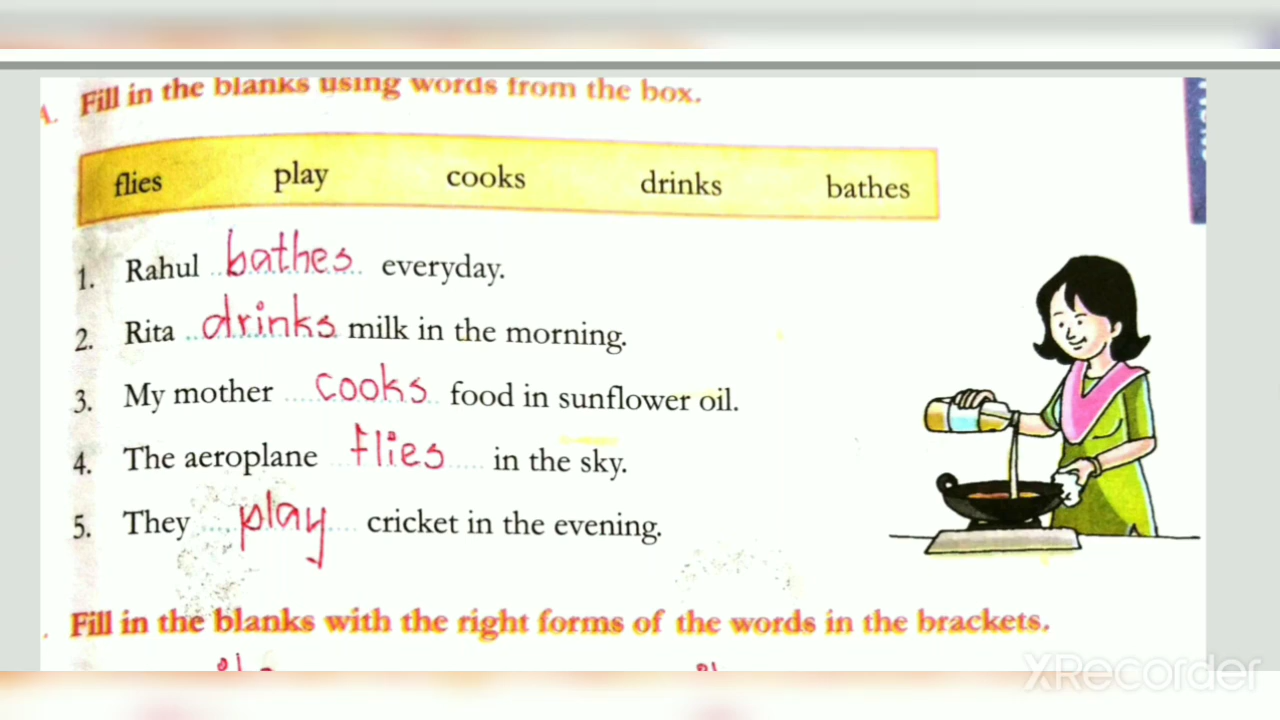 Fill in the blanks using words from the box.
flies play cooks drinks bathes
1. Rahul bathes everyday.
2. Rita drinks milk in the morning.
3. My mother cooks food in sunflower oil.
4. The aeroplane flies in the sky.
5. They play cricket in the evening.
Fill in the blanks with the right forms of the words in the brackets.
XRecorder